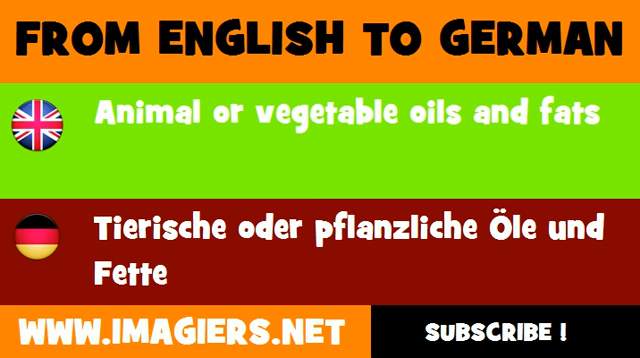 FROM ENGLISH TO GERMAN
Animal or vegetable oils and fats
Tierische oder pflanzliche Öle und
Fette
WWW.IMAGIERS.NET
SUBSCRIBE !